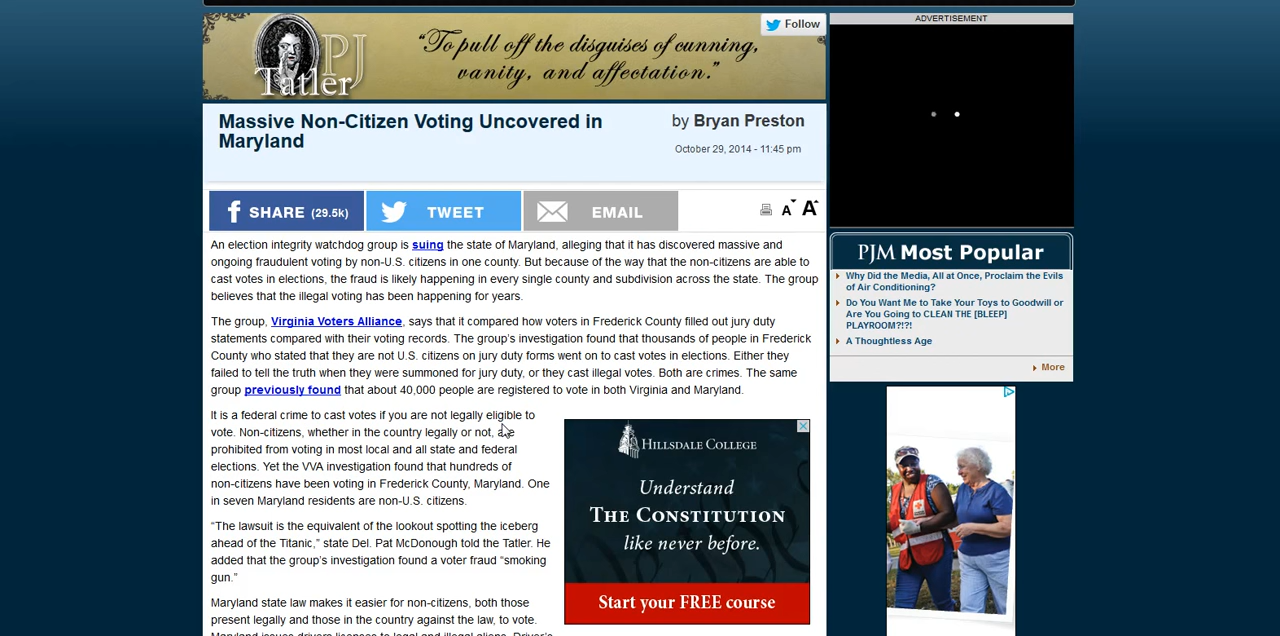 PJ
Tatler
“To pull off the disguises of cunning,
vanity, and affectation.”
Follow
ADVERTISEMENT
Massive Non-Citizen Voting Uncovered in
Maryland
by Bryan Preston
October 29, 2014 - 11:45 pm
SHARE (29.5k)
TWEET
EMAIL
A A
An election integrity watchdog group is suing the state of Maryland, alleging that it has discovered massive and
ongoing fraudulent voting by non-U.S. citizens in one county. But because of the way that the non-citizens are able to
cast votes in elections, the fraud is likely happening in every single county and subdivision across the state. The group
believes that the illegal voting has been happening for years.
The group, Virginia Voters Alliance, says that it compared how voters in Frederick County filled out jury duty
statements compared with their voting records. The group’s investigation found that thousands of people in Frederick
County who stated that they are not U.S. citizens on jury duty forms went on to cast votes in elections. Either they
failed to tell the truth when they were summoned for jury duty, or they cast illegal votes. Both are crimes. The same
group previously found that about 40,000 people are registered to vote in both Virginia and Maryland.
It is a federal crime to cast votes if you are not legally eligible to
vote. Non-citizens, whether in the country legally or not, are
prohibited from voting in most local and all state and federal
elections. Yet the VVA investigation found that hundreds of
non-citizens have been voting in Frederick County, Maryland. One
in seven Maryland residents are non-U.S. citizens.
“The lawsuit is the equivalent of the lookout spotting the iceberg
ahead of the Titanic,” state Del. Pat McDonough told the Tatler. He
added that the group’s investigation found a voter fraud “smoking
gun.”
Maryland state law makes it easier for non-citizens, both those
present legally and those in the country against the law, to vote.
Maryland issues drivers licenses to legal and illegal aliens. Driver’s
HILLSDALE COLLEGE
Understand
THE CONSTITUTION
like never before.
Start your FREE course
PJM Most Popular
Why Did the Media, All at Once, Proclaim the Evils
of Air Conditioning?
Do You Want Me to Take Your Toys to Goodwill or
Are You Going to CLEAN THE [BLEEP]
PLAYROOM?!?!
A Thoughtless Age
More